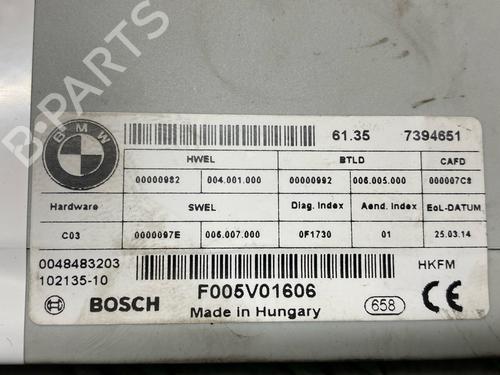 B-PARTS
BMW
61.35 7394651
HWEL BTLD CAFD
00000982 004.001.000 00000992 006.005.000 000007C8
Hardware SWEL Diag. Index Aend. Index EoL-DATUM
C03 0000097E 006.007.000 0F1730 01 25.03.14
0048483203 HKFM
102135-10
BOSCH F005V01606 658 CE
Made in Hungary